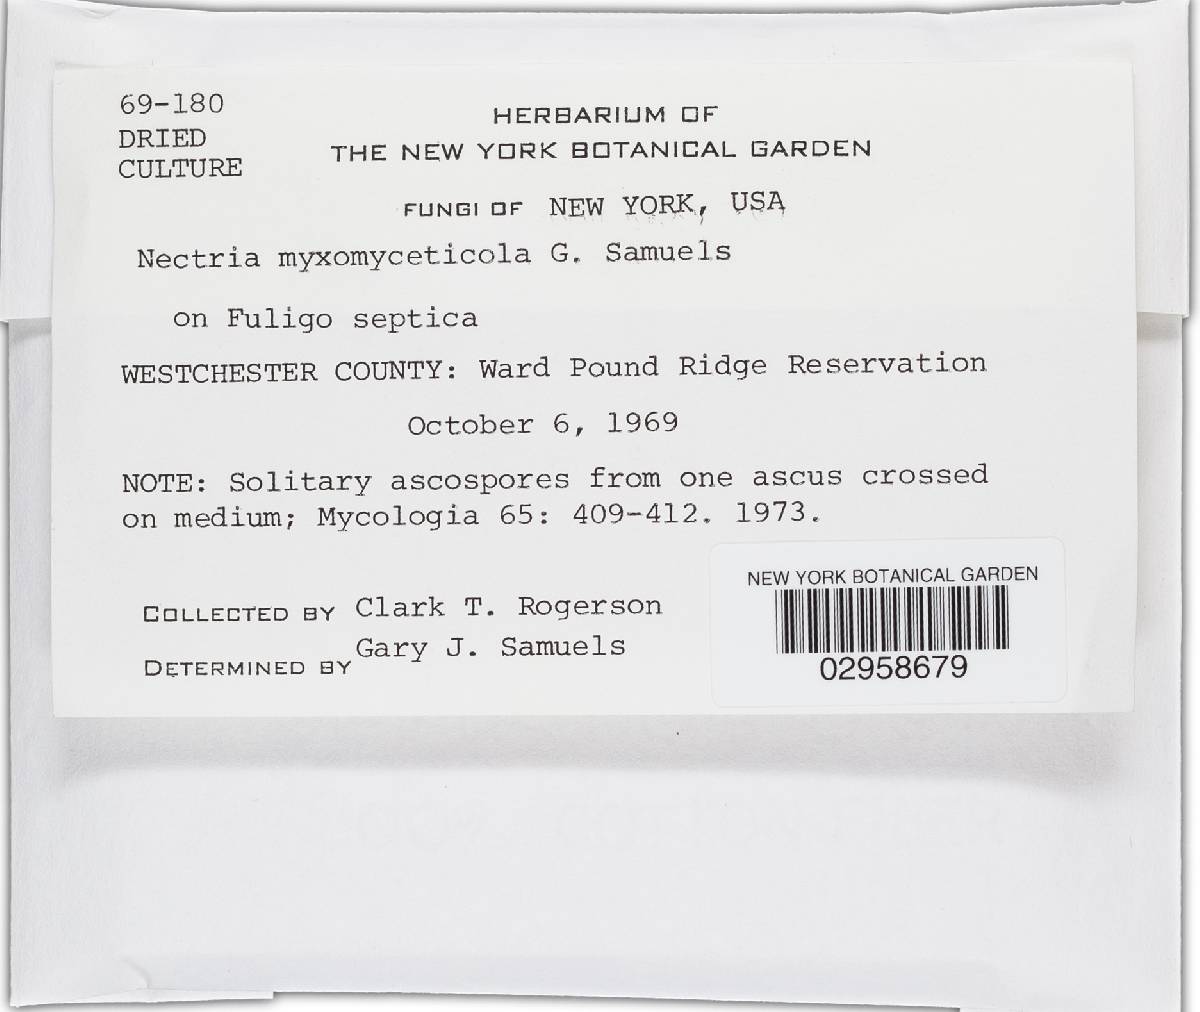 69-180
DRIED
CULTURE
HERBARIUM OF
THE NEW YORK BOTANICAL GARDEN
FUNGI OF NEW YORK, USA
Nectria myxomyceticola G. Samuels
on Fuligo septica
WESTCHESTER COUNTY: Ward Pound Ridge Reservation
October 6, 1969
NOTE: Solitary ascospores from one ascus crossed
on medium; Mycologia 65: 409-412. 1973.
COLLECTED BY Clark T. Rogerson
Gary J. Samuels
DETERMINED BY
NEW YORK BOTANICAL GARDEN
02958679